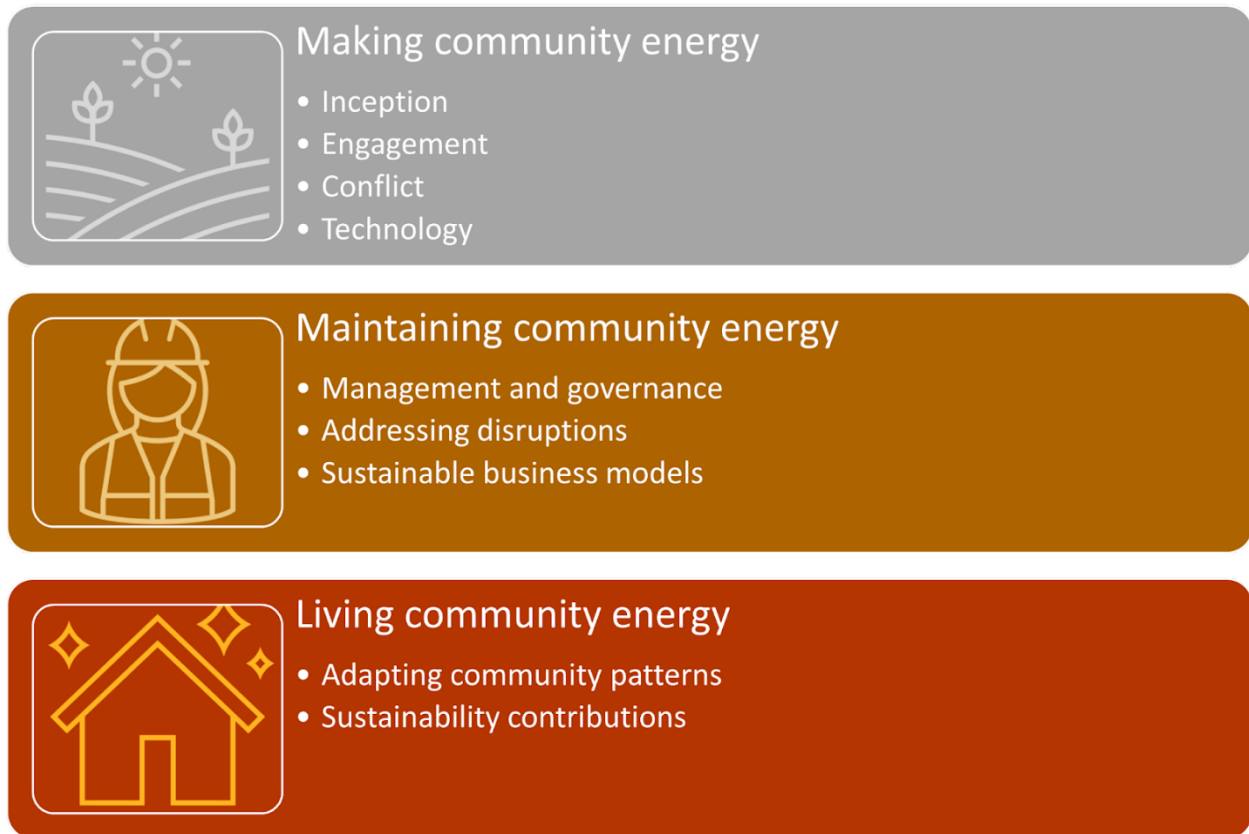 Making community energy
• Inception
• Engagement
• Conflict
• Technology
Maintaining community energy
• Management and governance
• Addressing disruptions
• Sustainable business models
Living community energy
• Adapting community patterns
• Sustainability contributions